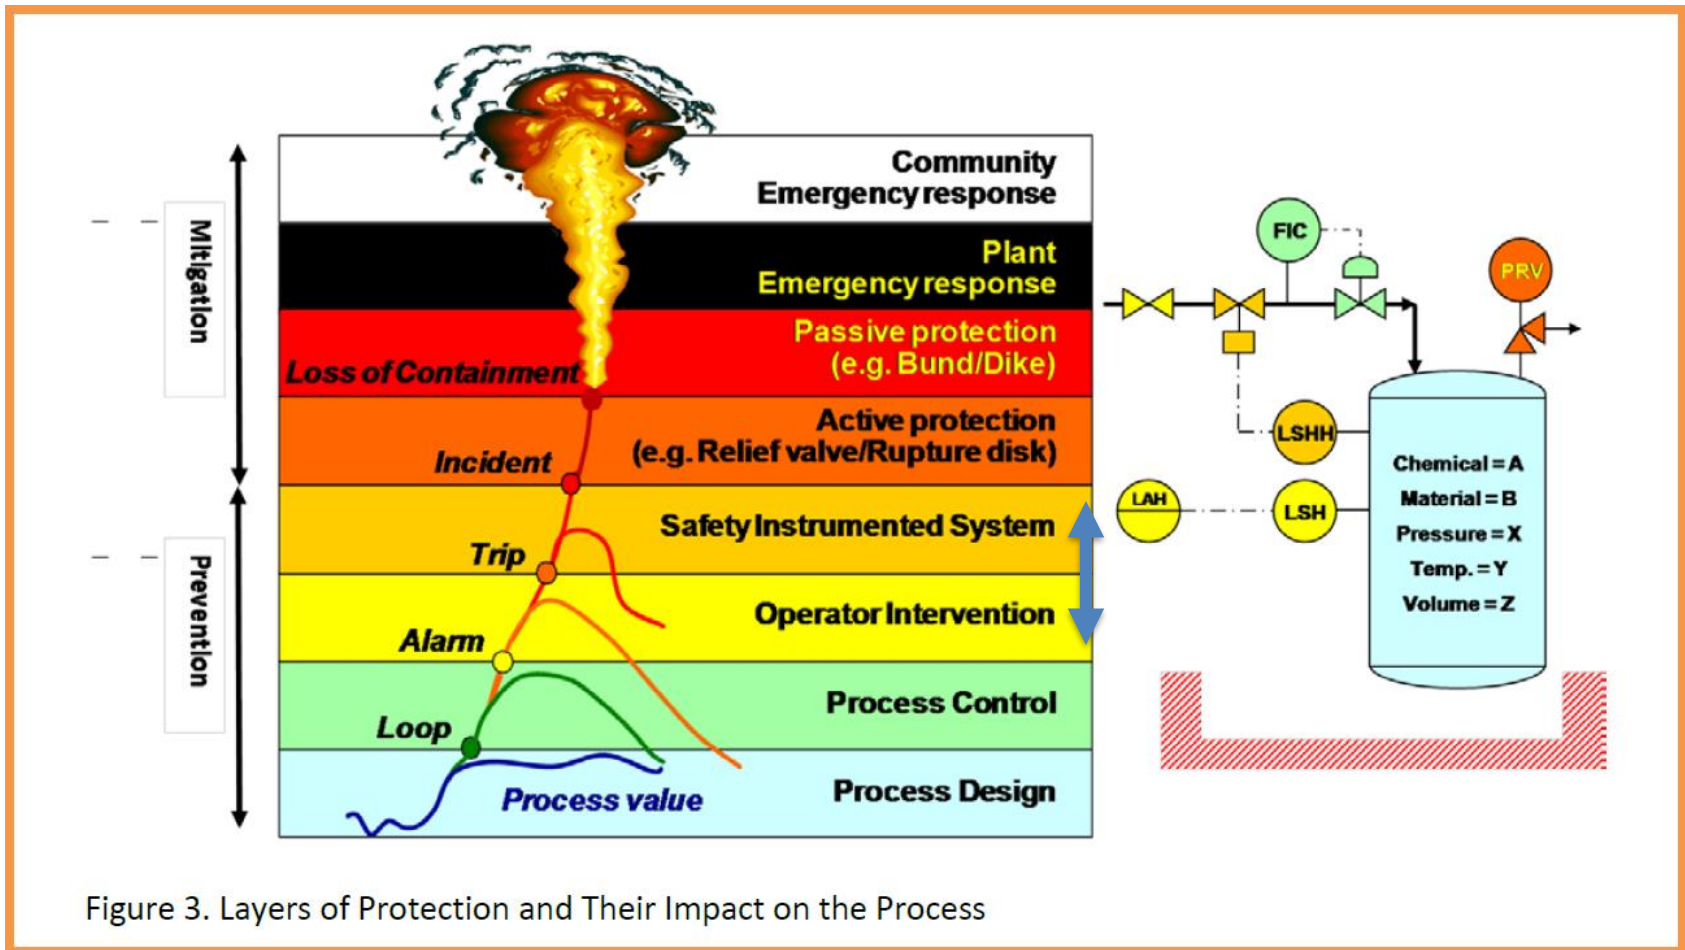 Community
Emergency response
Plant
Emergency response
Passive protection
(e.g. Bund/Dike)
Loss of Containment
Active protection
(e.g. Relief valve/Rupture disk)
Incident
Safety Instrumented System
Trip
Operator Intervention
Alarm
Process Control
Loop
Process Design
Process value
Mitigation
Prevention
FIC
PRV
LSHH
LAH
LSH
Chemical = A
Material = B
Pressure = X
Temp. = Y
Volume = Z
Figure 3. Layers of Protection and Their Impact on the Process